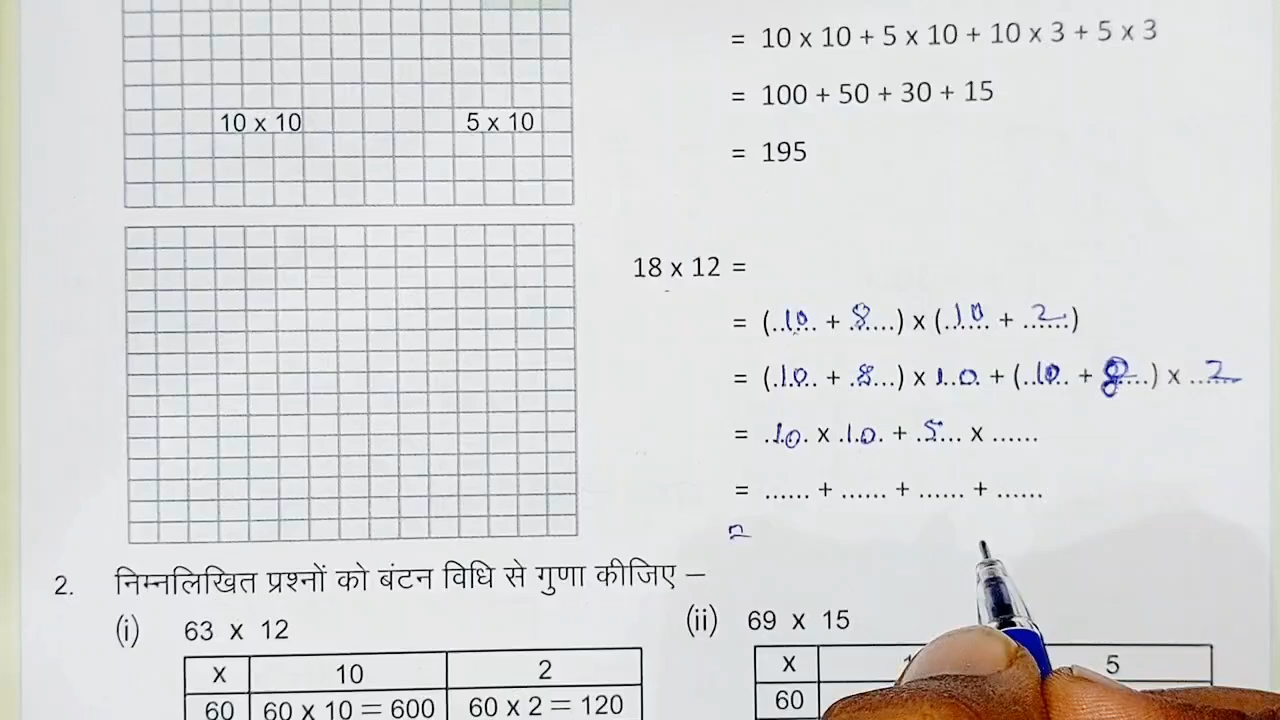 = 10 x 10 + 5 x 10 + 10 x 3 + 5 x 3
= 100 + 50 + 30 + 15
10 x 10 5 x 10
= 195
18 x 12 =
= (..10.. + 8....) x (..10.... + ..2....)
= (.10.. + .8...) x 1..0. + (..10.. + 8....) x ...2...
= .10. x .10. + .5... x ......
= ...... + ...... + ...... + ......
=
2. निम्नलिखित प्रश्नों को बंटन विधि से गुणा कीजिए –
(i) 63 x 12 (ii) 69 x 15
x 10 2 x 5
60 60 x 10 = 600 60 x 2 = 120 60